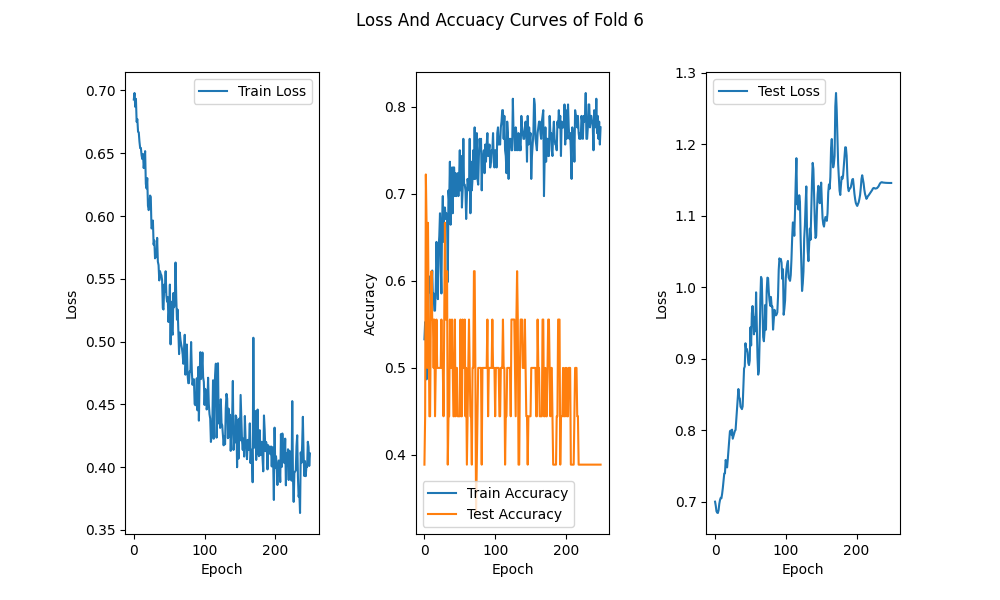 Loss And Accuacy Curves of Fold 6
Train Loss
0.70
0.65
0.60
0.55
0.50
0.45
0.40
0.35
Loss
0
100
200
Epoch
0.8
0.7
0.6
0.5
0.4
Accuracy
Train Accuracy
Test Accuracy
0
100
200
Epoch
Test Loss
1.3
1.2
1.1
1.0
0.9
0.8
0.7
Loss
0
100
200
Epoch